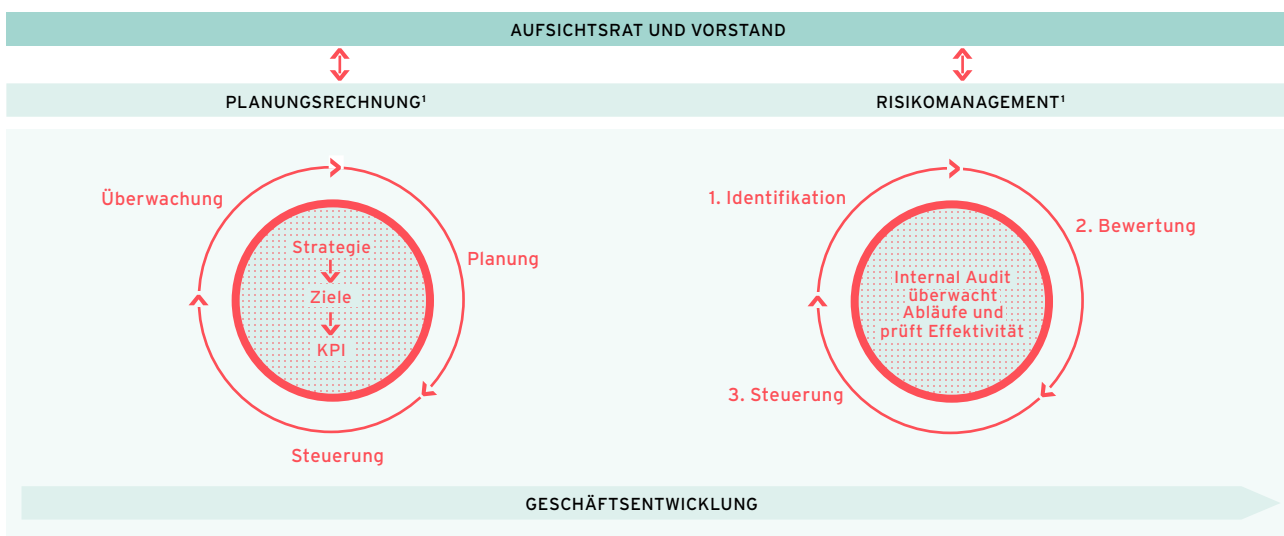 AUFSICHTSRAT UND VORSTAND
PLANUNGSRECHNUNG¹
RISIKOMANAGEMENT¹
Überwachung
Planung
Steuerung
Strategie
Ziele
KPI
1. Identifikation
2. Bewertung
3. Steuerung
Internal Audit
überwacht
Abläufe und
prüft Effektivität
GESCHÄFTSENTWICKLUNG